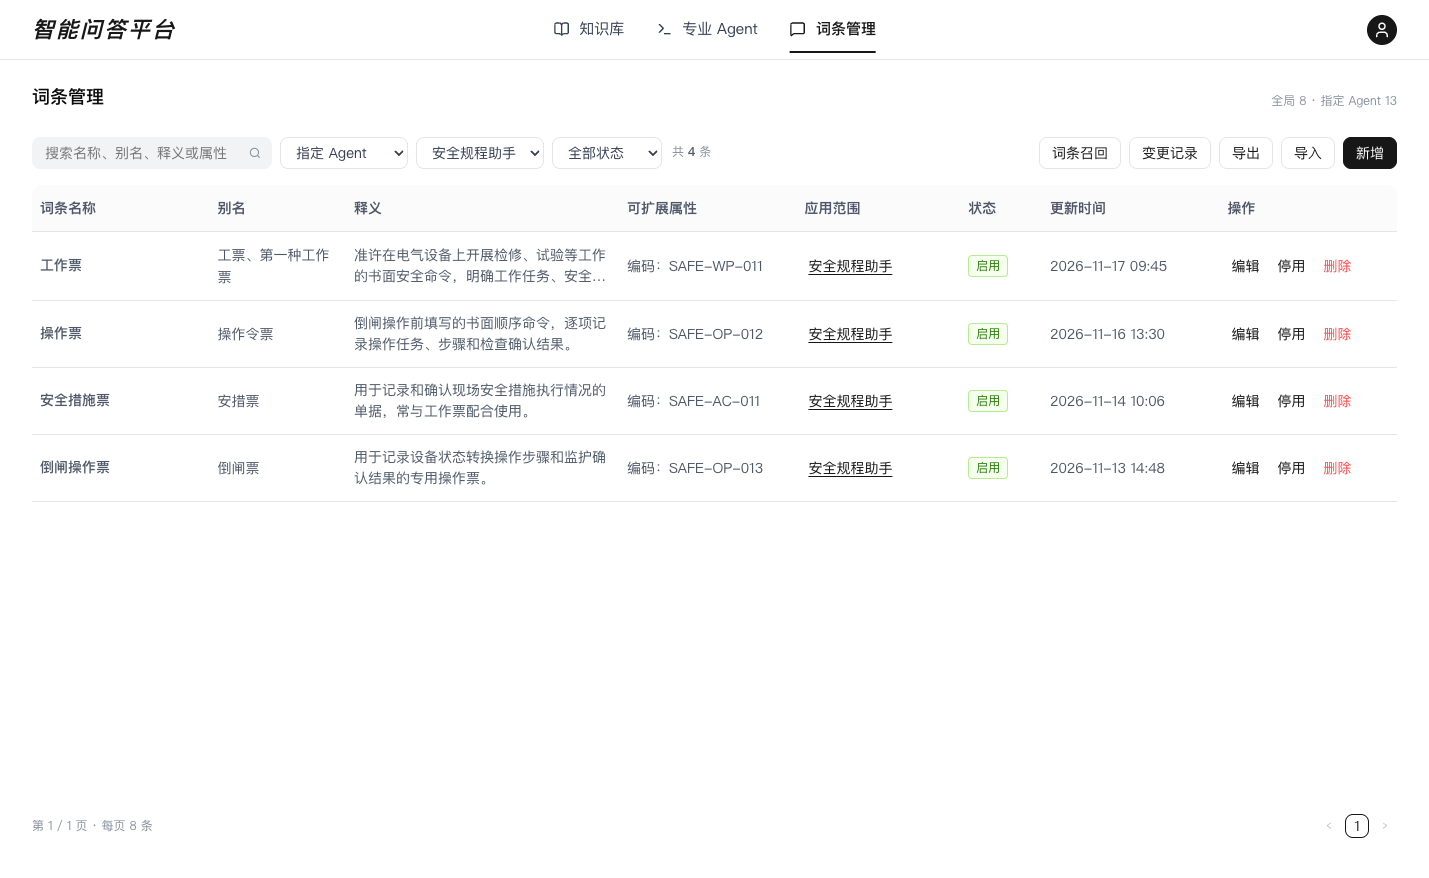 智能问答平台
知识库
专业 Agent
词条管理
词条管理
全局 8 · 指定 Agent 13
搜索名称、别名、释义或属性
指定 Agent
安全规程助手
全部状态
共 4 条
词条召回
变更记录
导出
导入
新增
词条名称 别名 释义 可扩展属性 应用范围 状态 更新时间 操作
工作票
工票、第一种工作
票
准许在电气设备上开展检修、试验等工作
的书面安全命令，明确工作任务、安全...
编码：SAFE-WP-011
安全规程助手
启用
2026-11-17 09:45
编辑 停用 删除
操作票
操作令票
倒闸操作前填写的书面顺序命令，逐项记
录操作任务、步骤和检查确认结果。
编码：SAFE-OP-012
安全规程助手
启用
2026-11-16 13:30
编辑 停用 删除
安全措施票
安措票
用于记录和确认现场安全措施执行情况的
单据，常与工作票配合使用。
编码：SAFE-AC-011
安全规程助手
启用
2026-11-14 10:06
编辑 停用 删除
倒闸操作票
倒闸票
用于记录设备状态转换操作步骤和监护确
认结果的专用操作票。
编码：SAFE-OP-013
安全规程助手
启用
2026-11-13 14:48
编辑 停用 删除
第 1 / 1 页 · 每页 8 条
1